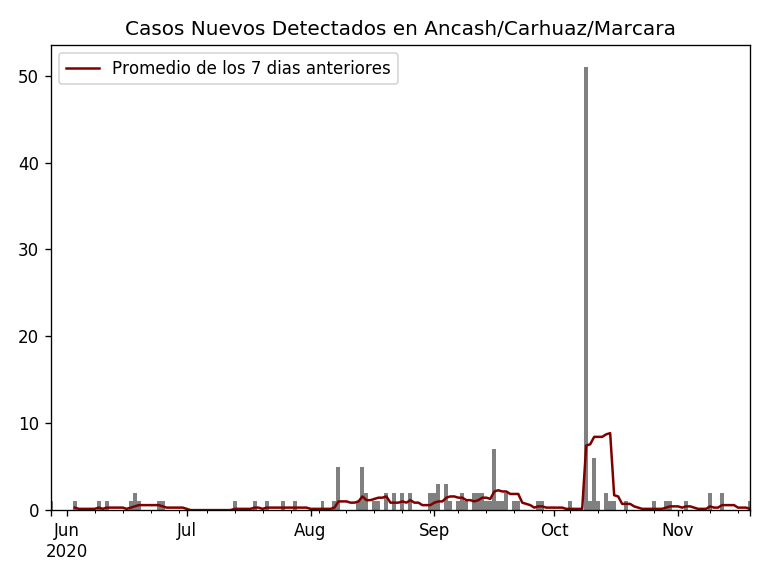 Casos Nuevos Detectados en Ancash/Carhuaz/Marcara
Promedio de los 7 dias anteriores
50
40
30
20
10
0
Jun Jul Aug Sep Oct Nov
2020